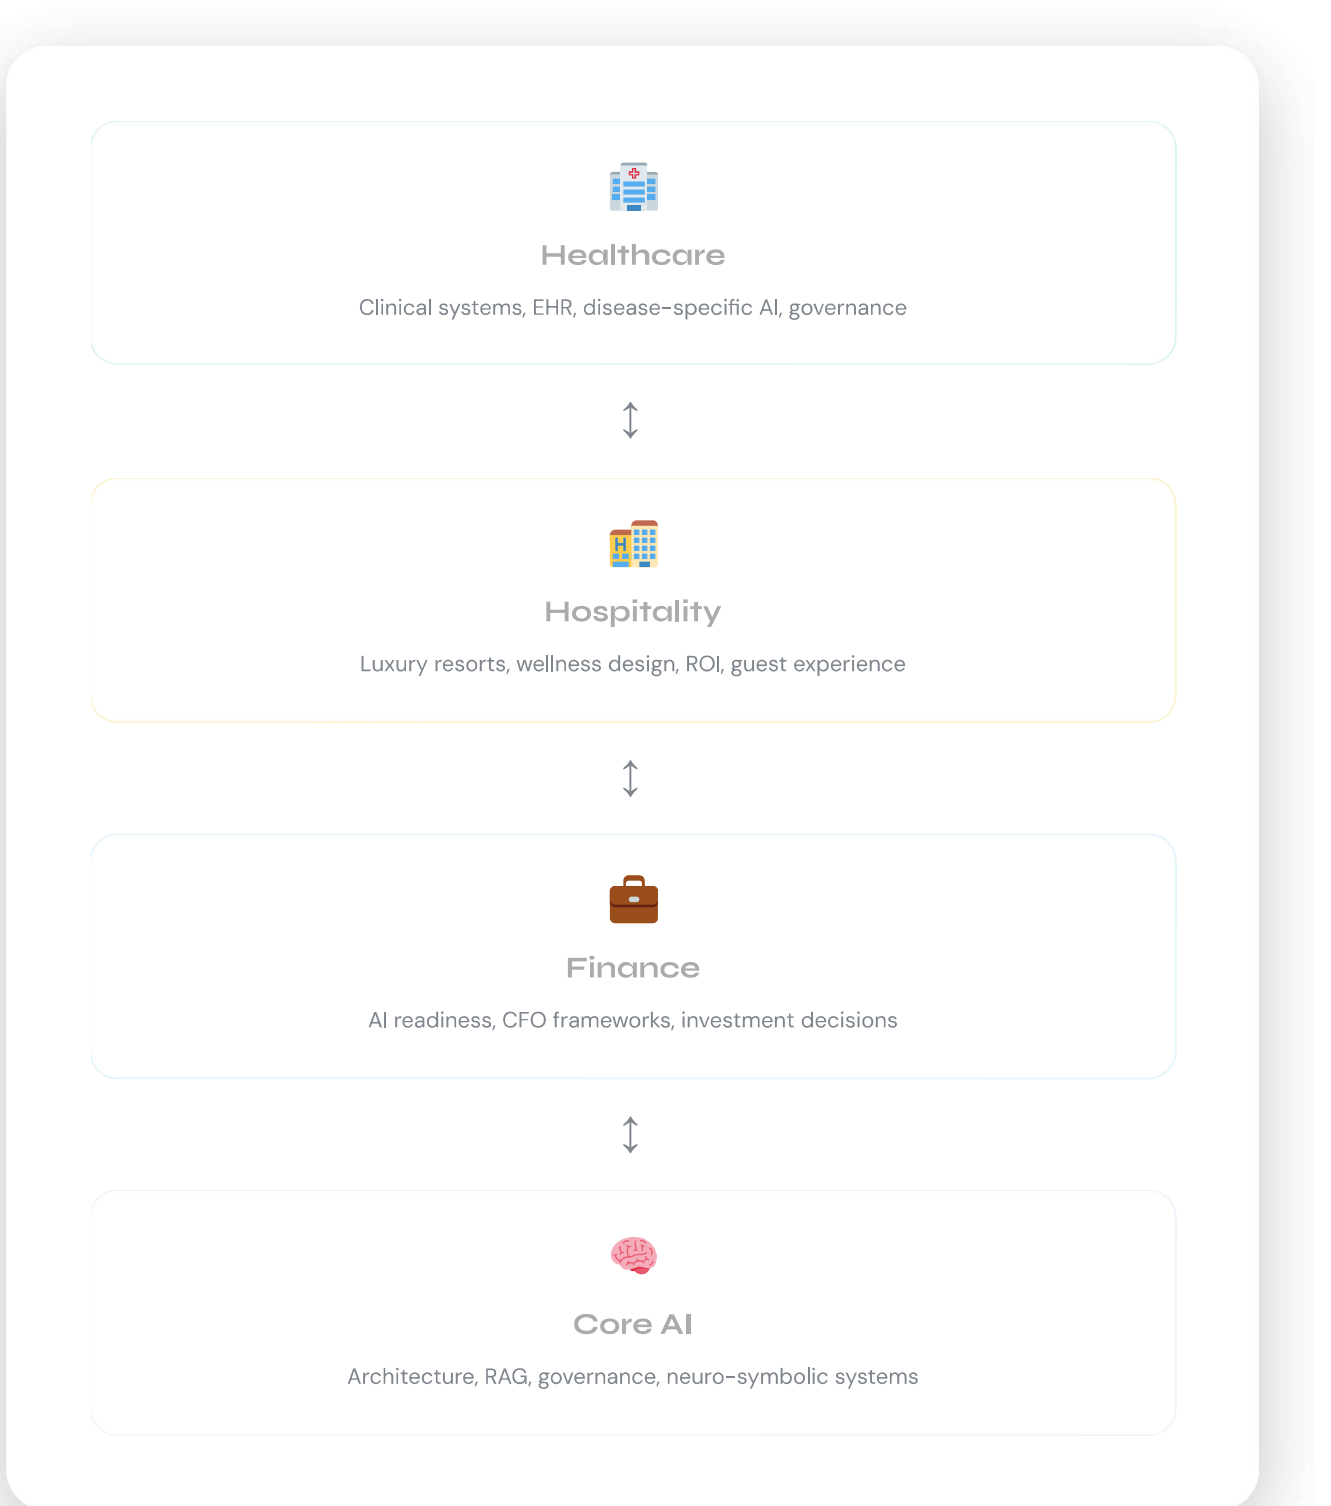 Healthcare
Clinical systems, EHR, disease-specific AI, governance
↕
H
Hospitality
Luxury resorts, wellness design, ROI, guest experience
↕
Finance
AI readiness, CFO frameworks, investment decisions
↕
Core AI
Architecture, RAG, governance, neuro-symbolic systems